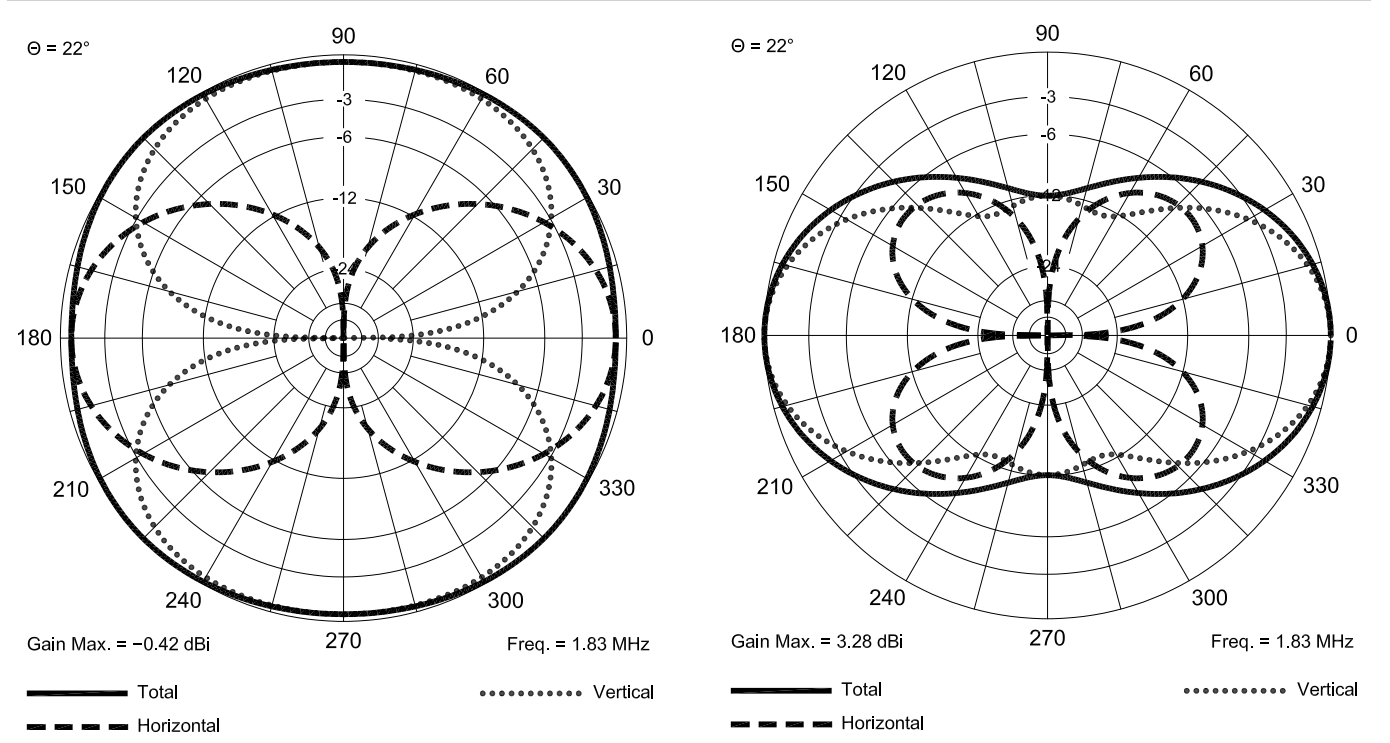 Θ = 22°
90
120
60
150
30
180
0
210
330
240
300
270
-3
-6
-12
Gain Max. = −0.42 dBi
Freq. = 1.83 MHz
Total
Vertical
Horizontal
Θ = 22°
90
120
60
150
30
180
0
210
330
240
300
270
-3
-6
-12
-24
Gain Max. = 3.28 dBi
Freq. = 1.83 MHz
Total
Vertical
Horizontal